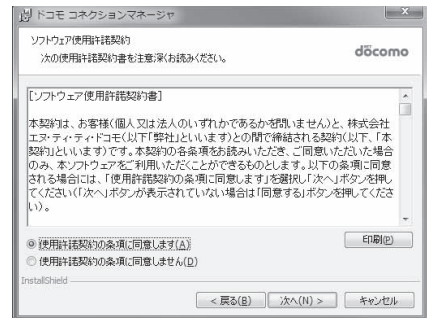 ドコモ コネクションマネージャ
ソフトウェア使用許諾契約
次の使用許諾契約書を注意深くお読みください。
döcomo
[ソフトウェア使用許諾契約書]
本契約は、お客様(個人又は法人のいずれかであるかを問いません)と、株式会社
エヌ・ティ・ティ・ドコモ(以下「弊社」といいます)との間で締結される契約(以下、「本
契約」といいます)です。本契約の各条項をお読みいただき、ご同意いただいた場合
のみ、本ソフトウェアをご利用いただくことができるものとします。以下の条項に同意
される場合には、「使用許諾契約の条項に同意します」を選択し「次へ」ボタンを押し
てください(「次へ」ボタンが表示されていない場合は「同意する」ボタンを押してくださ
い)。
使用許諾契約の条項に同意します(A)
印刷(P)
使用許諾契約の条項に同意しません(D)
InstallShield
< 戻る(B)
次へ(N) >
キャンセル